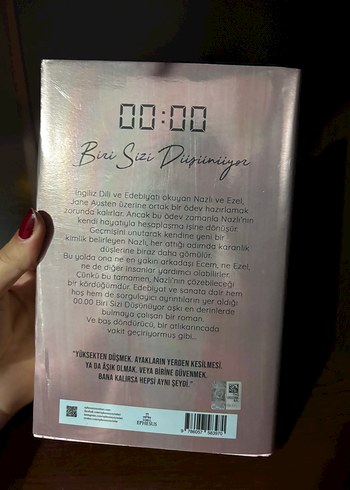 00:00
Biri Sizi Düşünüyor
İngiliz Dili ve Edebiyatı okuyan Nazlı ve Ezel,
Jane Austen üzerine ortak bir ödev hazırlamak
zorunda kalırlar. Ancak bu ödev zamanla Nazlı'nın
kendi hayatıyla hesaplaşma işine dönüşür.
Geçmişini unutarak kendine yeni bir
kimlik belirleyen Nazlı, her attığı adımda karanlık
düşlerine biraz daha gömülür.
Bu yolda ona ne en yakın arkadaşı Ecem, ne Ezel,
ne de diğer insanlar yardımcı olabilirler.
Çünkü bu tamamen, Nazlı'nın çözebileceği
bir kördüğümdür. Edebiyat ve sanata dair hem
hoş hem de sorgulayıcı ayrıntıların yer aldığı
00.00 Biri Sizi Düşünüyor aşkı en derinlerde
bulmaya çalışan bir roman.
Ve baş döndürücü, bir atlıkarıncada
vakit geçiriyormuş gibi...
"YÜKSEKTEN DÜŞMEK. AYAKLARIN YERDEN KESİLMESİ.
YA DA ÂŞIK OLMAK. VEYA BİRİNE GÜVENMEK.
BANA KALIRSA HEPSİ AYNI ŞEYDİ."
EPHESUS